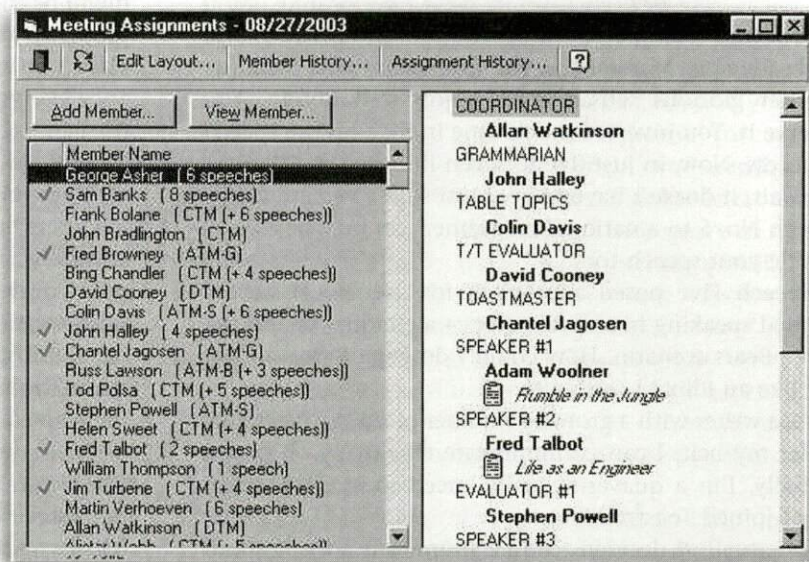 Meeting Assignments - 08/27/2003
Edit Layout... Member History... Assignment History...
Add Member... View Member...
Member Name
George Asher (6 speeches)
Sam Banks (8 speeches)
Frank Bolane (CTM (+ 6 speeches))
John Bradlington (CTM)
Fred Browney (ATM-G)
Bing Chandler (CTM (+ 4 speeches))
David Cooney (DTM)
Colin Davis (ATM-S (+ 6 speeches))
John Halley (4 speeches)
Chantel Jagosen (ATM-G)
Russ Lawson (ATM-B (+ 3 speeches))
Tod Polsa (CTM (+ 5 speeches))
Stephen Powell (ATM-S)
Helen Sweet (CTM (+ 4 speeches))
Fred Talbot (2 speeches)
William Thompson (1 speech)
Jim Turbene (CTM (+ 4 speeches))
Martin Verhoeven (6 speeches)
Allan Watkinson (DTM)
COORDINATOR
Allan Watkinson
GRAMMARIAN
John Halley
TABLE TOPICS
Colin Davis
T/T EVALUATOR
David Cooney
TOASTMASTER
Chantel Jagosen
SPEAKER #1
Adam Woolner
Rumble in the Jungle
SPEAKER #2
Fred Talbot
Life as an Engineer
EVALUATOR #1
Stephen Powell
SPEAKER #3